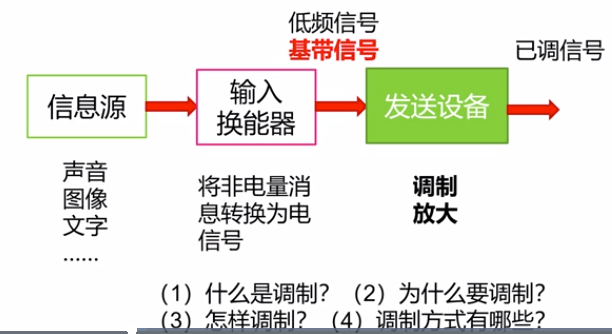 低频信号
基带信号
已调信号
信息源
输入
换能器
发送设备
声音
图像
文字
......
将非电量消
息转换为电
信号
调制
放大
（1）什么是调制？（2）为什么要调制？
（3）怎样调制？（4）调制方式有哪些？